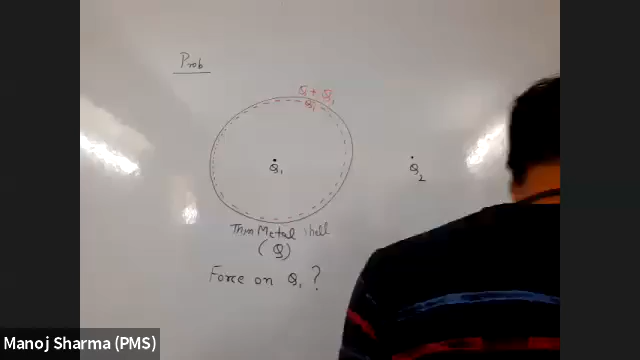 Prob
Q + Q₁
Q₁
Q₁
Q₂
Thin Metal shell
(Q)
Force on Q₁ ?
Manoj Sharma (PMS)